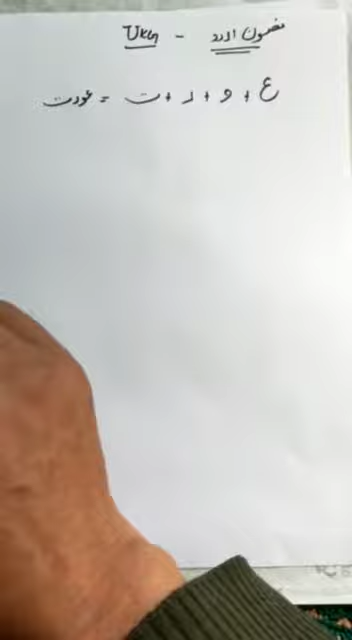 مضمون اردو - UKG
ع + و + ر + ت = عورت